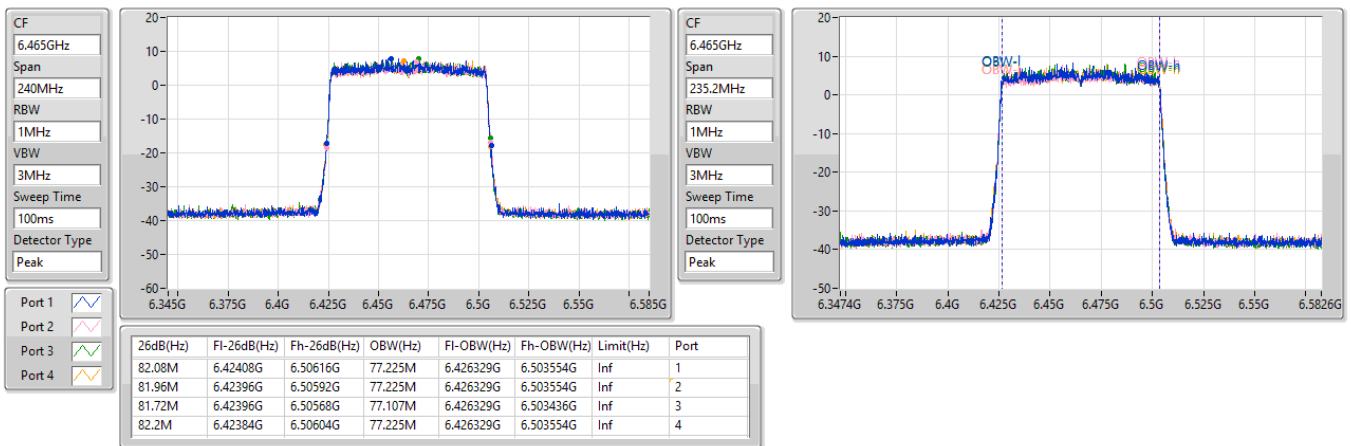 CF
6.465GHz
Span
240MHz
RBW
1MHz
VBW
3MHz
Sweep Time
100ms
Detector Type
Peak
20
10
0
-10
-20
-30
-40
-50
-60
6.345G 6.375G 6.4G 6.425G 6.45G 6.475G 6.5G 6.525G 6.55G 6.585G
CF
6.465GHz
Span
235.2MHz
RBW
1MHz
VBW
3MHz
Sweep Time
100ms
Detector Type
Peak
20
10
0
-10
-20
-30
-40
-50
OBW-l OBW-h
6.3474G 6.375G 6.4G 6.425G 6.45G 6.475G 6.5G 6.525G 6.55G 6.5826G
Port 1
Port 2
Port 3
Port 4
26dB(Hz) Fl-26dB(Hz) Fh-26dB(Hz) OBW(Hz) Fl-OBW(Hz) Fh-OBW(Hz) Limit(Hz) Port
82.08M 6.42408G 6.50616G 77.225M 6.426329G 6.503554G Inf 1
81.96M 6.42396G 6.50592G 77.225M 6.426329G 6.503554G Inf 2
81.72M 6.42396G 6.50568G 77.107M 6.426329G 6.503436G Inf 3
82.2M 6.42384G 6.50604G 77.225M 6.426329G 6.503554G Inf 4